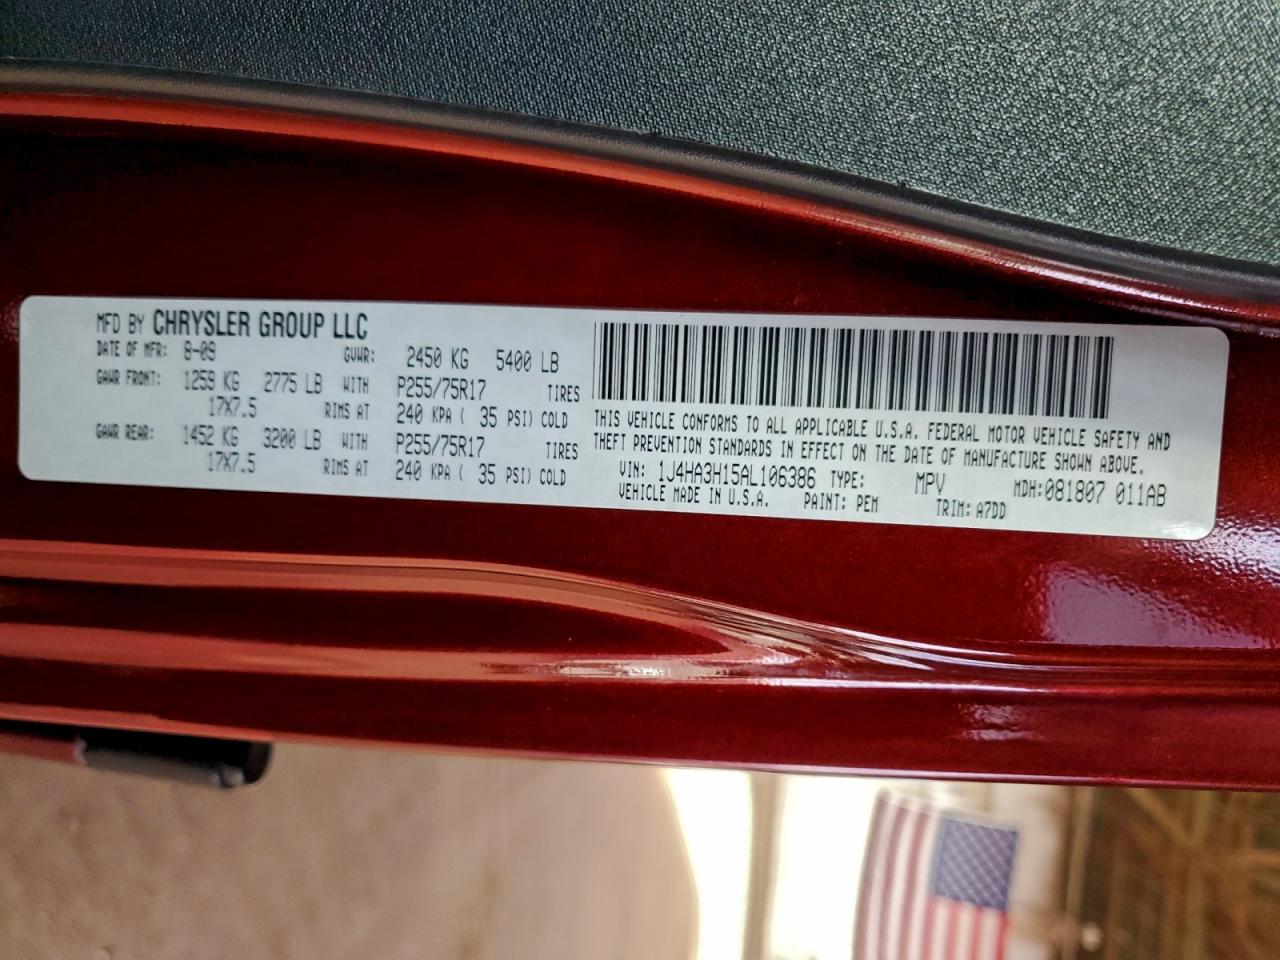 MFD BY CHRYSLER GROUP LLC
DATE OF MFR: 8-09 GVWR: 2450 KG 5400 LB
GAWR FRONT: 1259 KG 2775 LB WITH P255/75R17 TIRES
17X7.5 RIMS AT 240 KPA ( 35 PSI) COLD
GAWR REAR: 1452 KG 3200 LB WITH P255/75R17 TIRES
17X7.5 RIMS AT 240 KPA ( 35 PSI) COLD
THIS VEHICLE CONFORMS TO ALL APPLICABLE U.S.A. FEDERAL MOTOR VEHICLE SAFETY AND
THEFT PREVENTION STANDARDS IN EFFECT ON THE DATE OF MANUFACTURE SHOWN ABOVE.
VIN: 1J4HA3H15AL106386 TYPE: MPV MDH:081807 011AB
VEHICLE MADE IN U.S.A. PAINT: PEM TRIM: A7DD